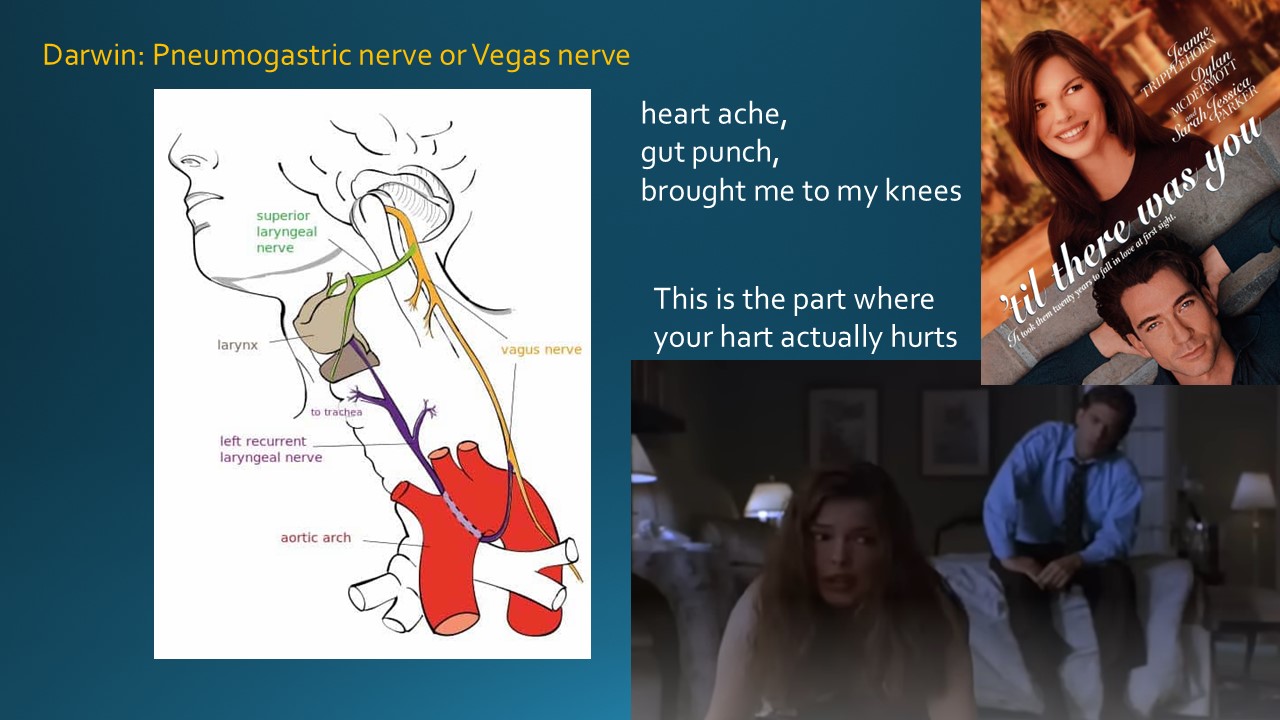 Darwin: Pneumogastric nerve or Vegas nerve
superior
laryngeal
nerve
larynx
vagus nerve
to trachea
left recurrent
laryngeal nerve
aortic arch
heart ache,
gut punch,
brought me to my knees
This is the part where
your hart actually hurts
Jeanne
TRIPPLEHORN
Dylan
MCDERMOTT
and
Sarah Jessica
PARKER
'til there was you
It took them twenty years to fall in love at first sight.